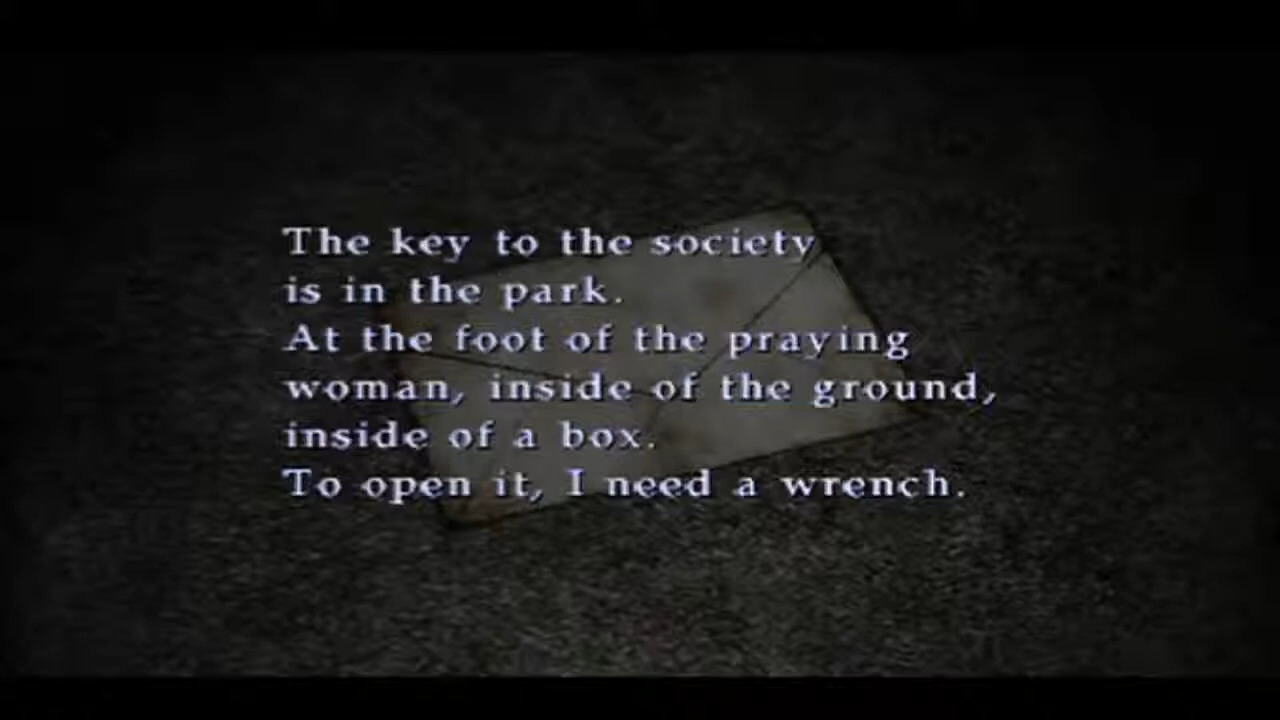 The key to the society
is in the park.
At the foot of the praying
woman, inside of the ground,
inside of a box.
To open it, I need a wrench.